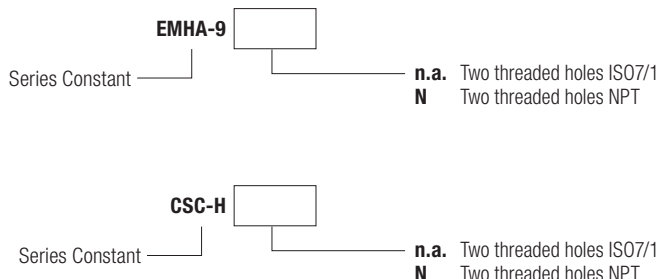 EMHA-9
Series Constant
n.a. Two threaded holes ISO7/1
N Two threaded holes NPT
CSC-H
Series Constant
n.a. Two threaded holes ISO7/1
N Two threaded holes NPT